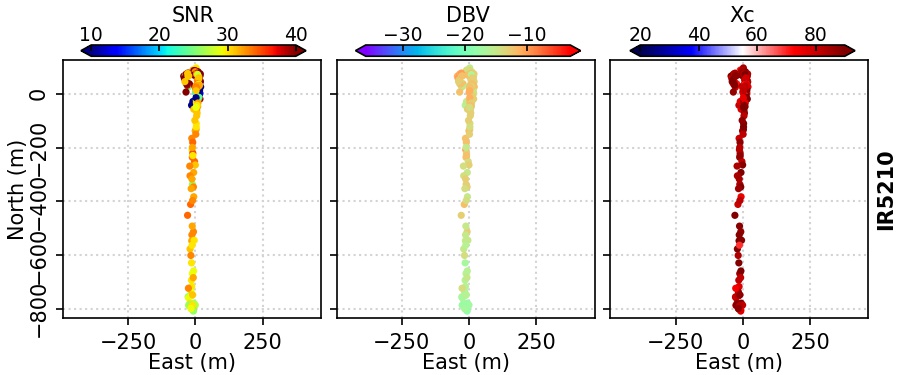 SNR
DBV
Xc
10 20 30 40
−30 −20 −10
20 40 60 80
North (m)
0
−200
−400
−600
−800
−250 0 250
−250 0 250
−250 0 250
East (m)
East (m)
East (m)
IR5210